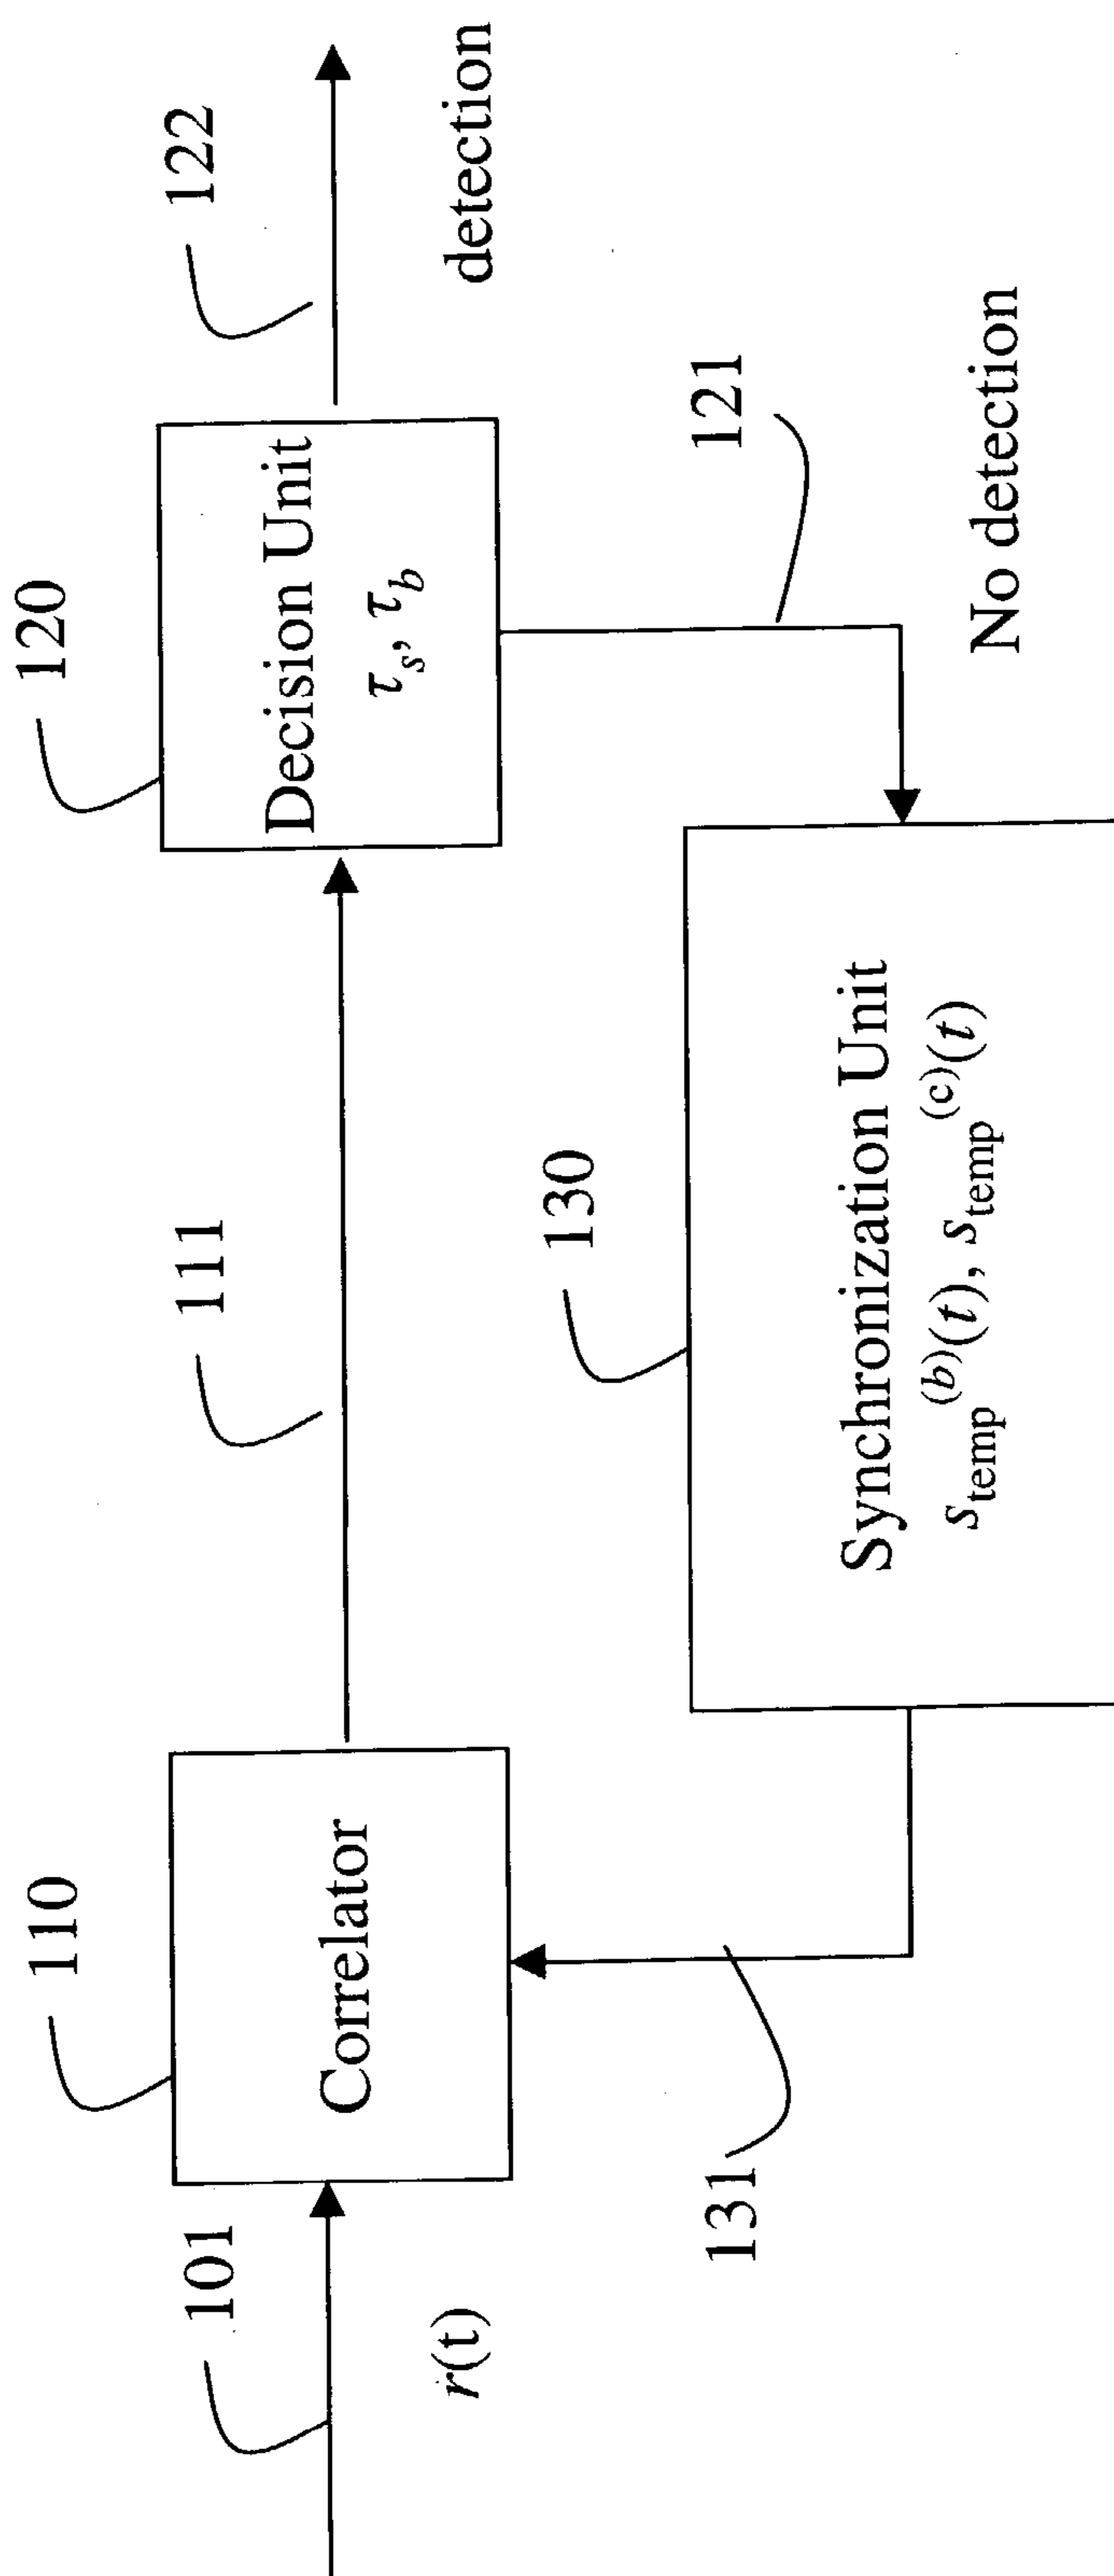 110
120
101
111
122
Correlator
Decision Unit
τs, τb
r(t)
detection
130
131
121
Synchronization Unit
stemp(b)(t), stemp(c)(t)
No detection